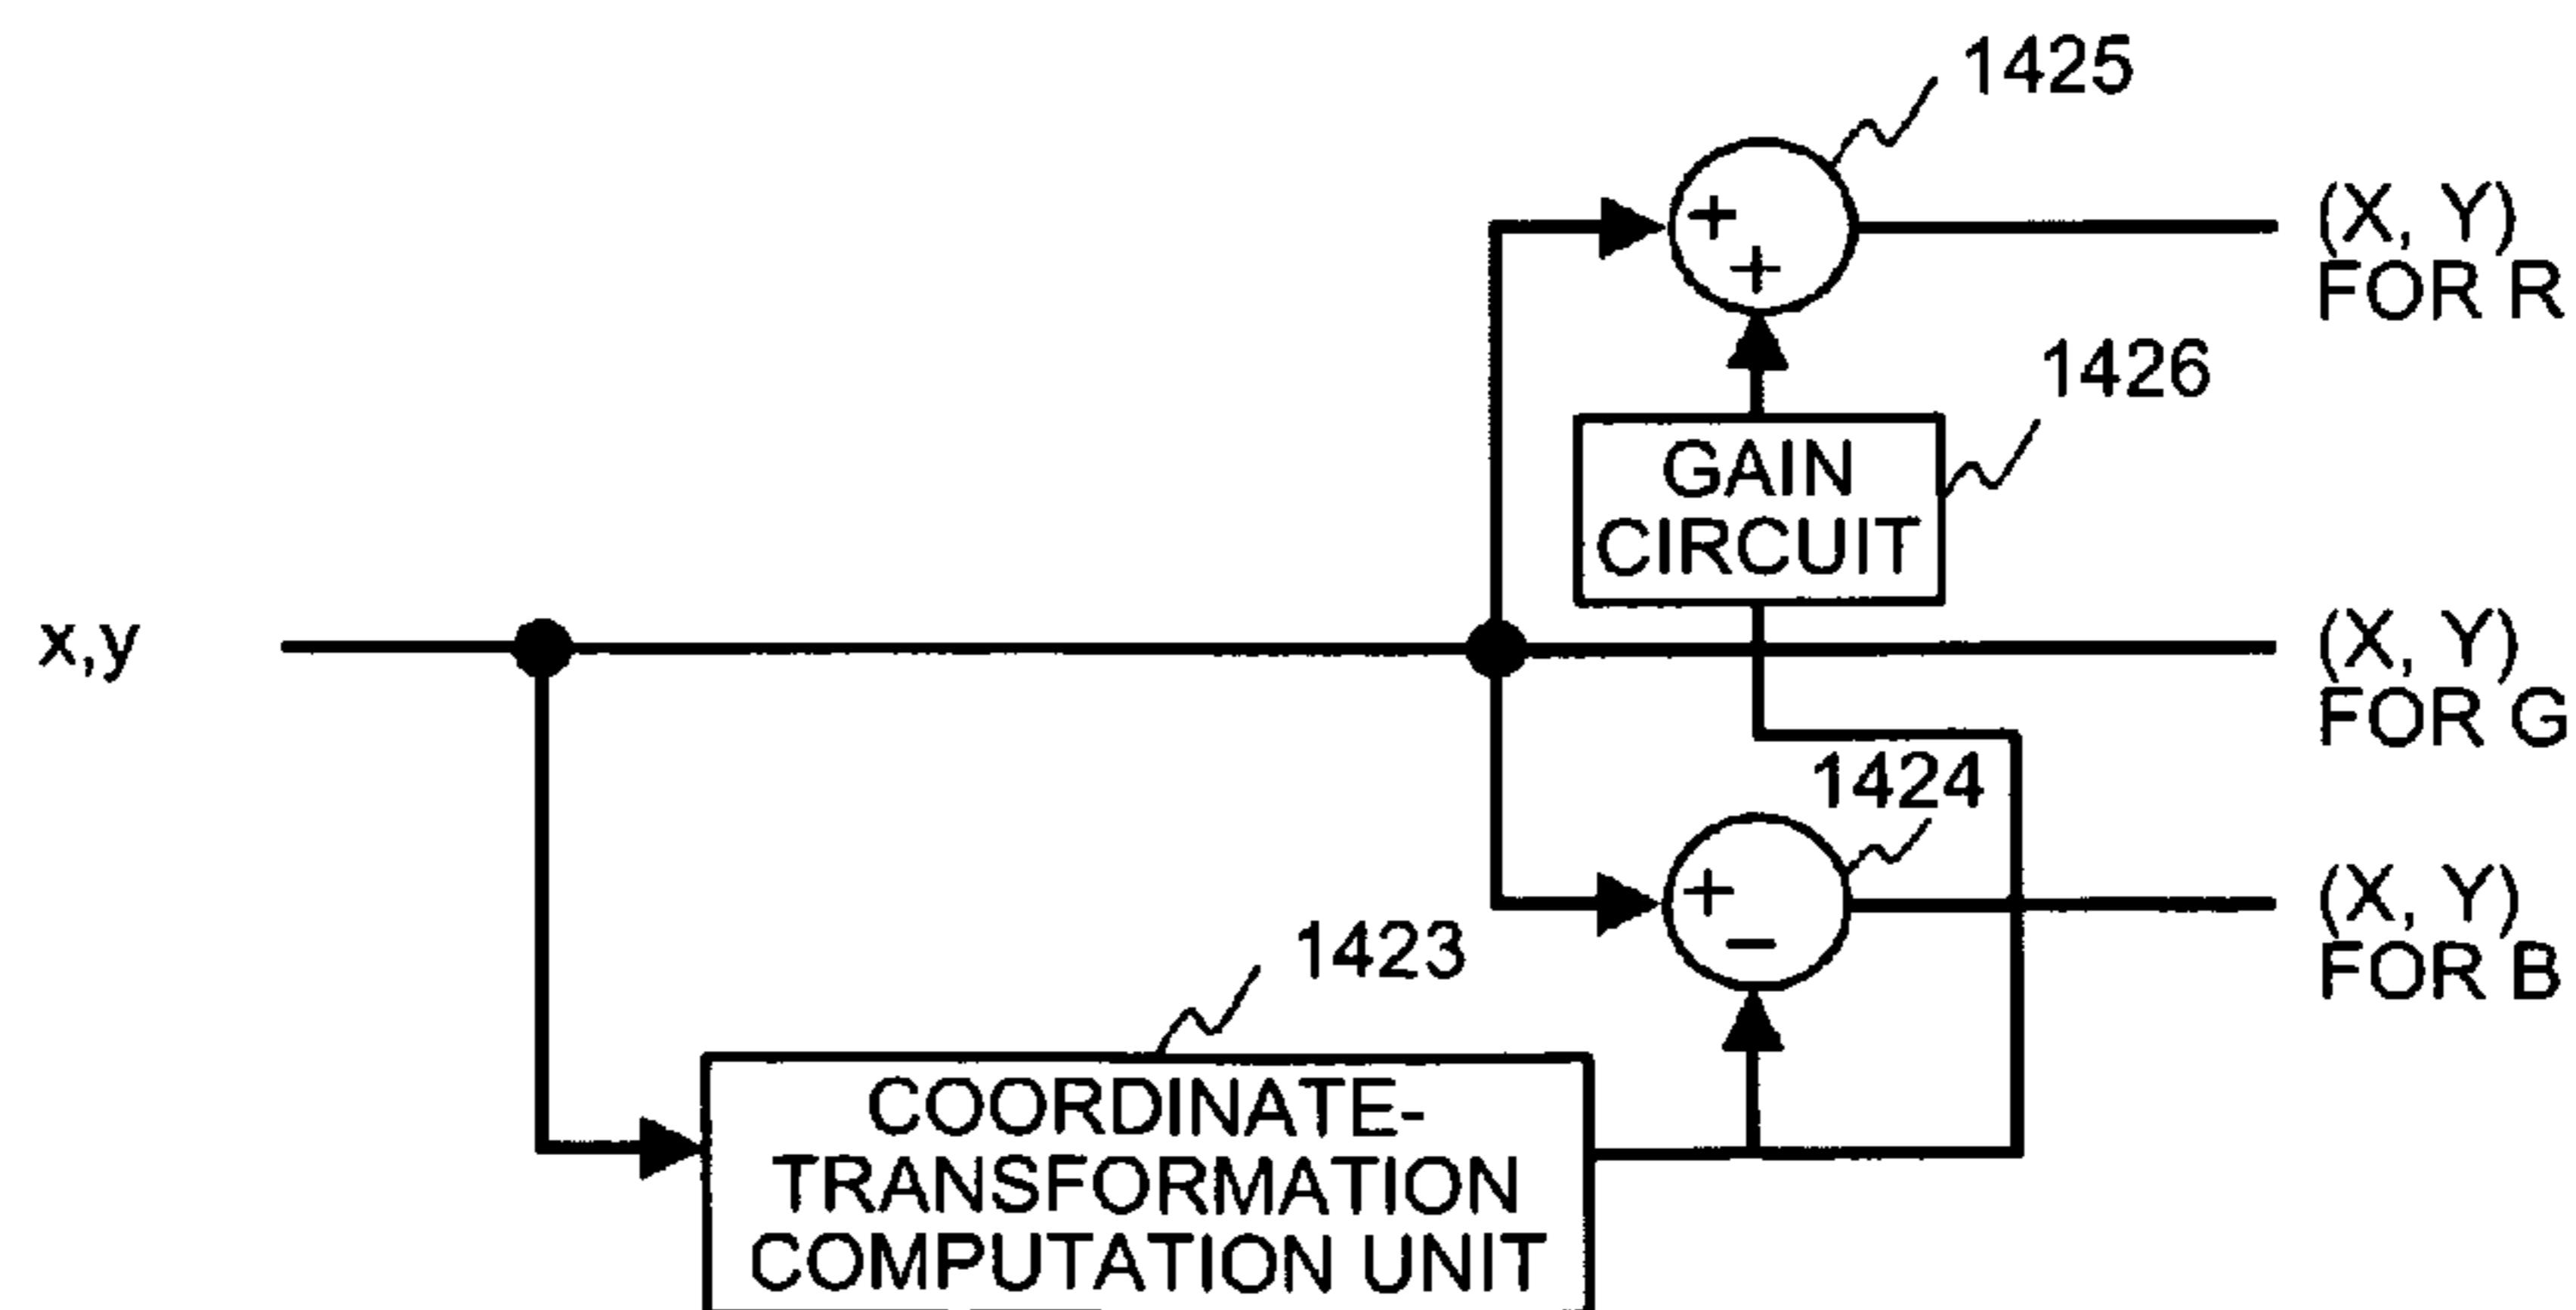 1425
(X, Y)
FOR R
1426
GAIN
CIRCUIT
x,y
(X, Y)
FOR G
1424
+
+
+
−
(X, Y)
FOR B
1423
COORDINATE-
TRANSFORMATION
COMPUTATION UNIT